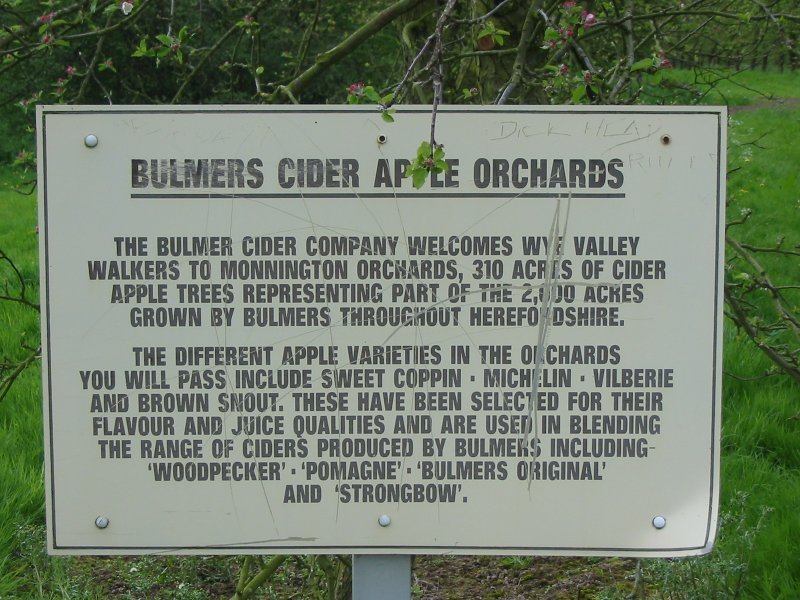 DICK
BULMERS CIDER APPLE ORCHARDS
THE BULMER CIDER COMPANY WELCOMES WYE VALLEY
WALKERS TO MONNINGTON ORCHARDS, 310 ACRES OF CIDER
APPLE TREES REPRESENTING PART OF THE 2,600 ACRES
GROWN BY BULMERS THROUGHOUT HEREFORDSHIRE.
THE DIFFERENT APPLE VARIETIES IN THE ORCHARDS
YOU WILL PASS INCLUDE SWEET COPPIN · MICHELIN · VILBERIE
AND BROWN SNOUT. THESE HAVE BEEN SELECTED FOR THEIR
FLAVOUR AND JUICE QUALITIES AND ARE USED IN BLENDING
THE RANGE OF CIDERS PRODUCED BY BULMERS INCLUDING-
'WOODPECKER' · 'POMAGNE' · 'BULMERS ORIGINAL'
AND 'STRONGBOW'.